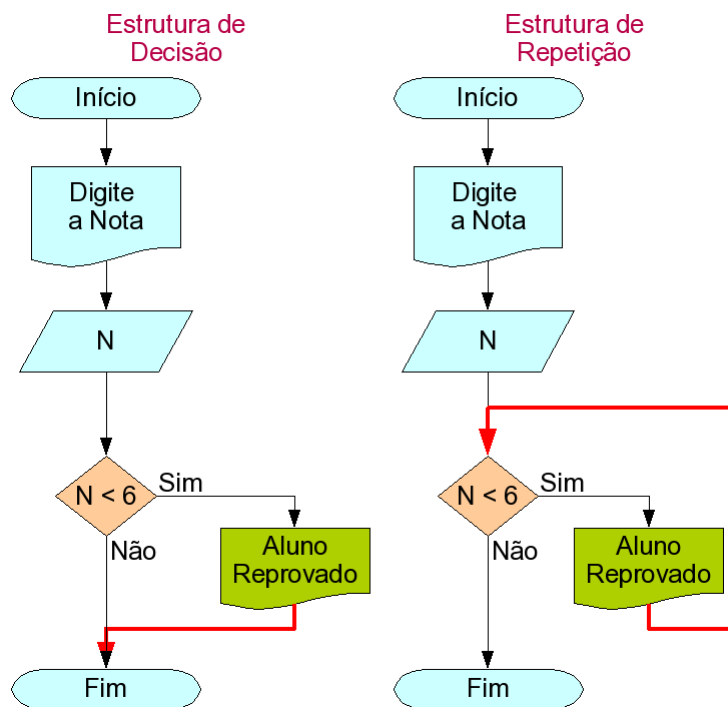 Estrutura de
Decisão
Início
Digite
a Nota
N
N < 6
Sim
Não
Aluno
Reprovado
Fim
Estrutura de
Repetição
Início
Digite
a Nota
N
N < 6
Sim
Não
Aluno
Reprovado
Fim